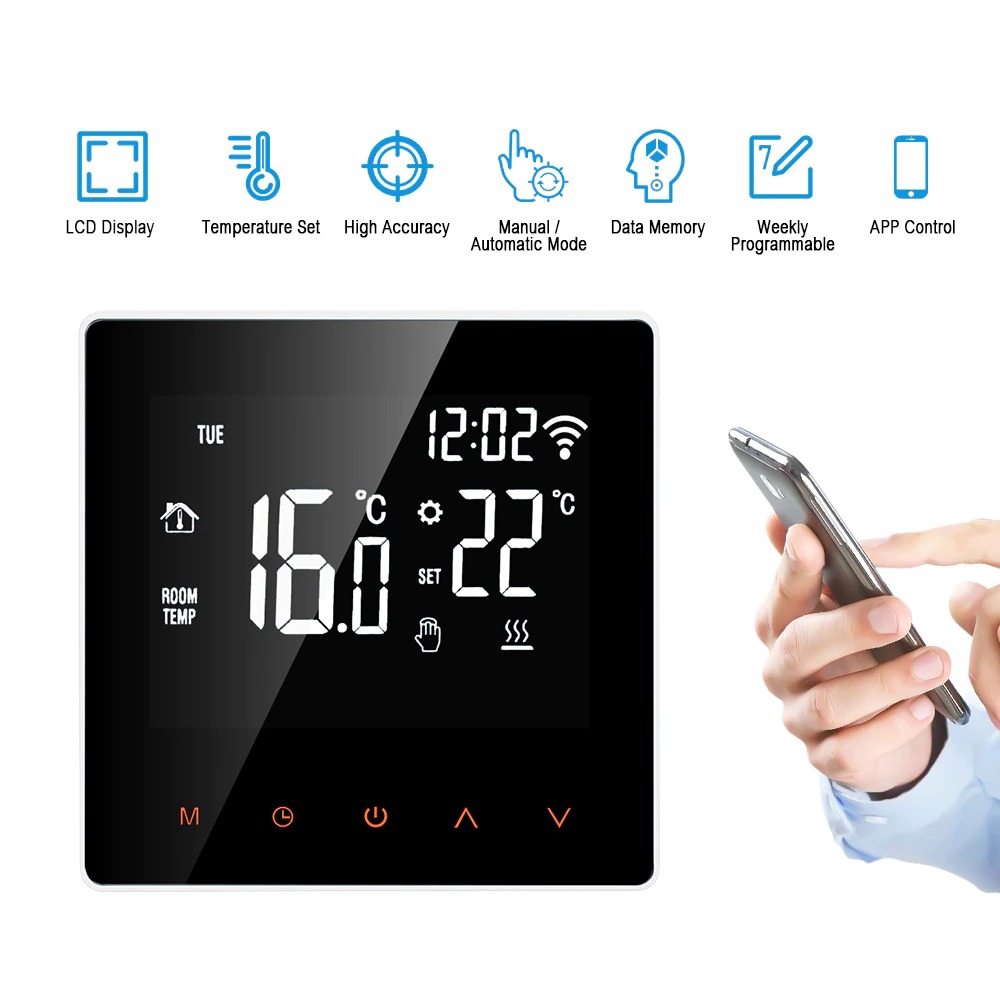 7
LCD Display
Temperature Set
High Accuracy
Manual /
Automatic Mode
Data Memory
Weekly
Programmable
APP Control
TUE
12:02
16.0 °C
22 °C
SET
ROOM
TEMP
M